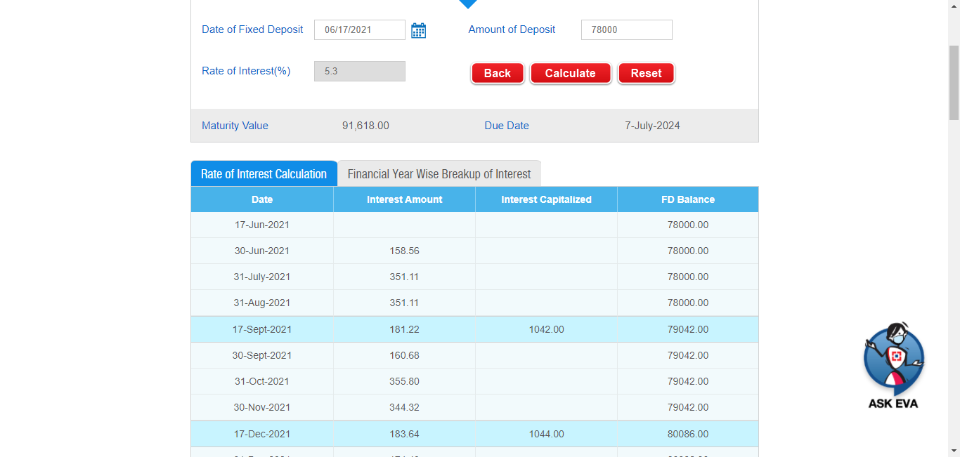 Date of Fixed Deposit 06/17/2021 Amount of Deposit 78000
Rate of Interest(%) 5.3 Back Calculate Reset
Maturity Value 91,618.00 Due Date 7-July-2024
Rate of Interest Calculation Financial Year Wise Breakup of Interest
Date Interest Amount Interest Capitalized FD Balance
17-Jun-2021 78000.00
30-Jun-2021 158.56 78000.00
31-July-2021 351.11 78000.00
31-Aug-2021 351.11 78000.00
17-Sept-2021 181.22 1042.00 79042.00
30-Sept-2021 160.68 79042.00
31-Oct-2021 355.80 79042.00
30-Nov-2021 344.32 79042.00
17-Dec-2021 183.64 1044.00 80086.00
ASK EVA